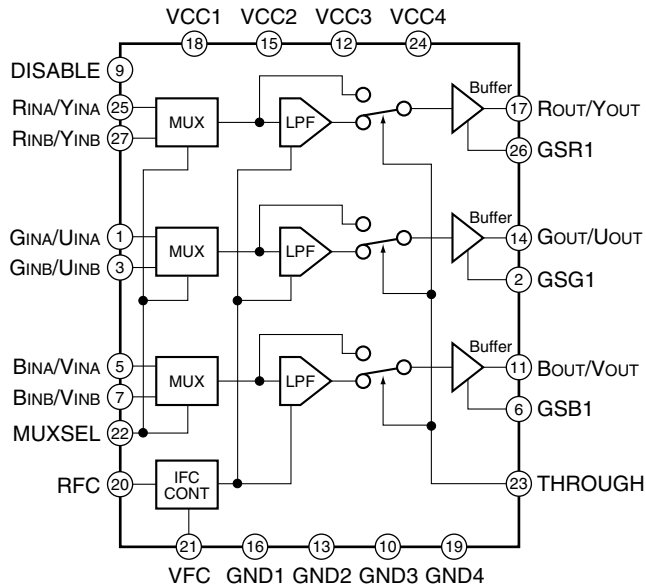 VCC1 VCC2 VCC3 VCC4
18 15 12 24
DISABLE 9
RINA/YINA 25
RINB/YINB 27
MUX
LPF
Buffer
17 ROUT/YOUT
26 GSR1
GINA/UINA 1
GINB/UINB 3
MUX
LPF
Buffer
14 GOUT/UOUT
2 GSG1
BINA/VINA 5
BINB/VINB 7
MUX
LPF
Buffer
11 BOUT/VOUT
6 GSB1
MUXSEL 22
RFC 20
IFC
CONT
23 THROUGH
21 16 13 10 19
VFC GND1 GND2 GND3 GND4